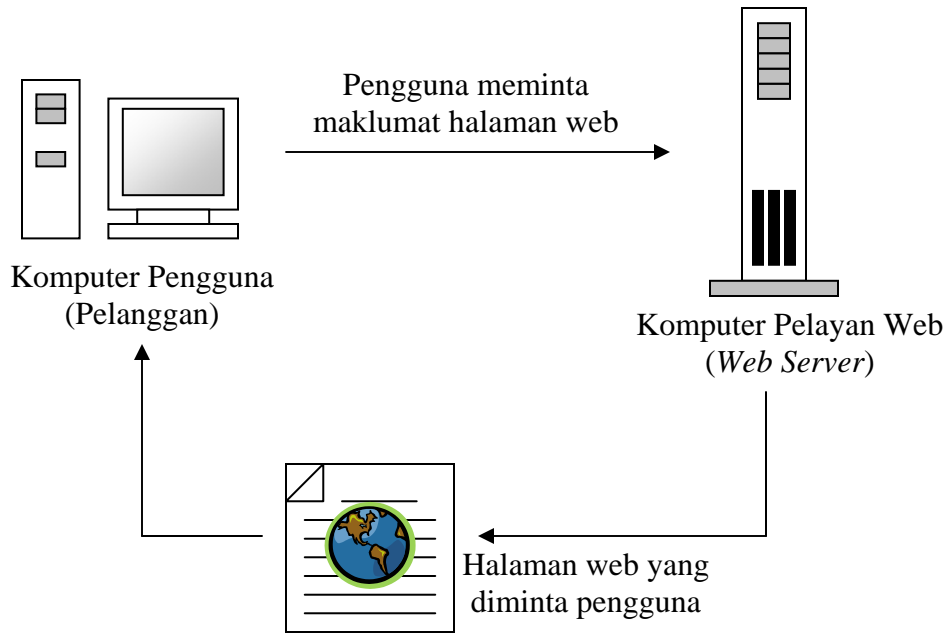 Pengguna meminta
maklumat halaman web
Komputer Pengguna
(Pelanggan)
Komputer Pelayan Web
(Web Server)
Halaman web yang
diminta pengguna